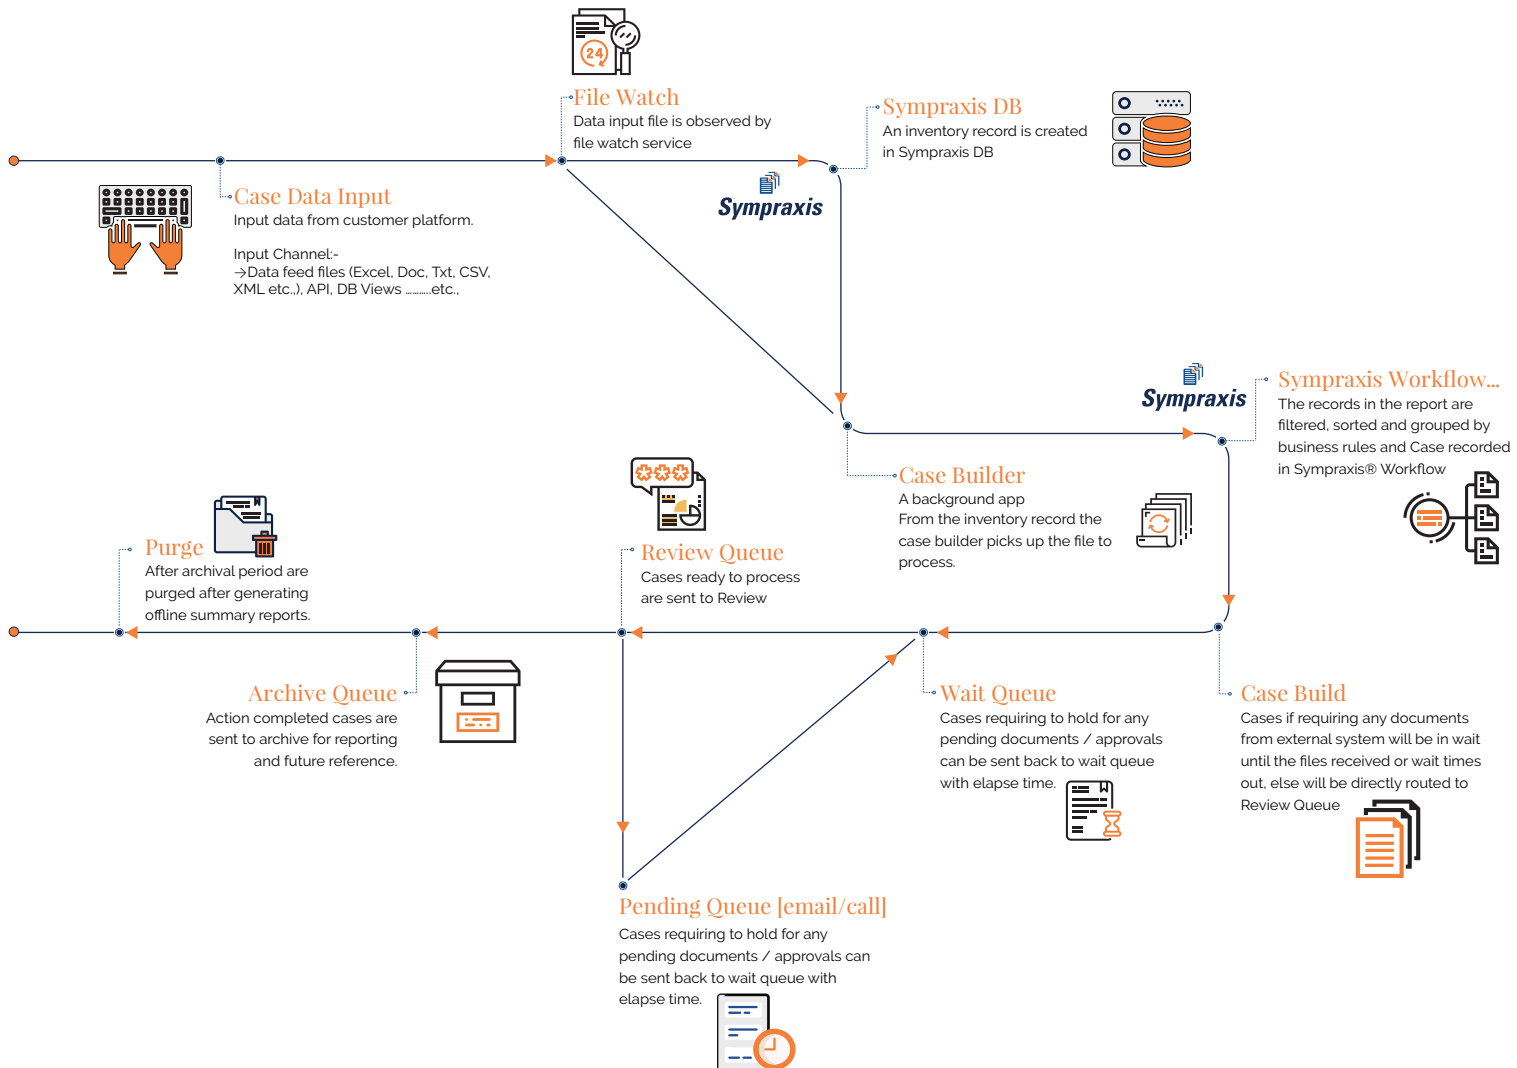 24
File Watch
Data input file is observed by
file watch service
Sympraxis DB
An inventory record is created
in Sympraxis DB
Sympraxis
Case Data Input
Input data from customer platform.
Input Channel:-
→Data feed files (Excel, Doc, Txt, CSV,
XML etc.,), API, DB Views ...........etc.,
Sympraxis
Sympraxis Workflow...
The records in the report are
filtered, sorted and grouped by
business rules and Case recorded
in Sympraxis® Workflow
Case Builder
A background app
From the inventory record the
case builder picks up the file to
process.
Review Queue
Cases ready to process
are sent to Review
Purge
After archival period are
purged after generating
offline summary reports.
Archive Queue
Action completed cases are
sent to archive for reporting
and future reference.
Wait Queue
Cases requiring to hold for any
pending documents / approvals
can be sent back to wait queue
with elapse time.
Case Build
Cases if requiring any documents
from external system will be in wait
until the files received or wait times
out, else will be directly routed to
Review Queue
Pending Queue [email/call]
Cases requiring to hold for any
pending documents / approvals can
be sent back to wait queue with
elapse time.